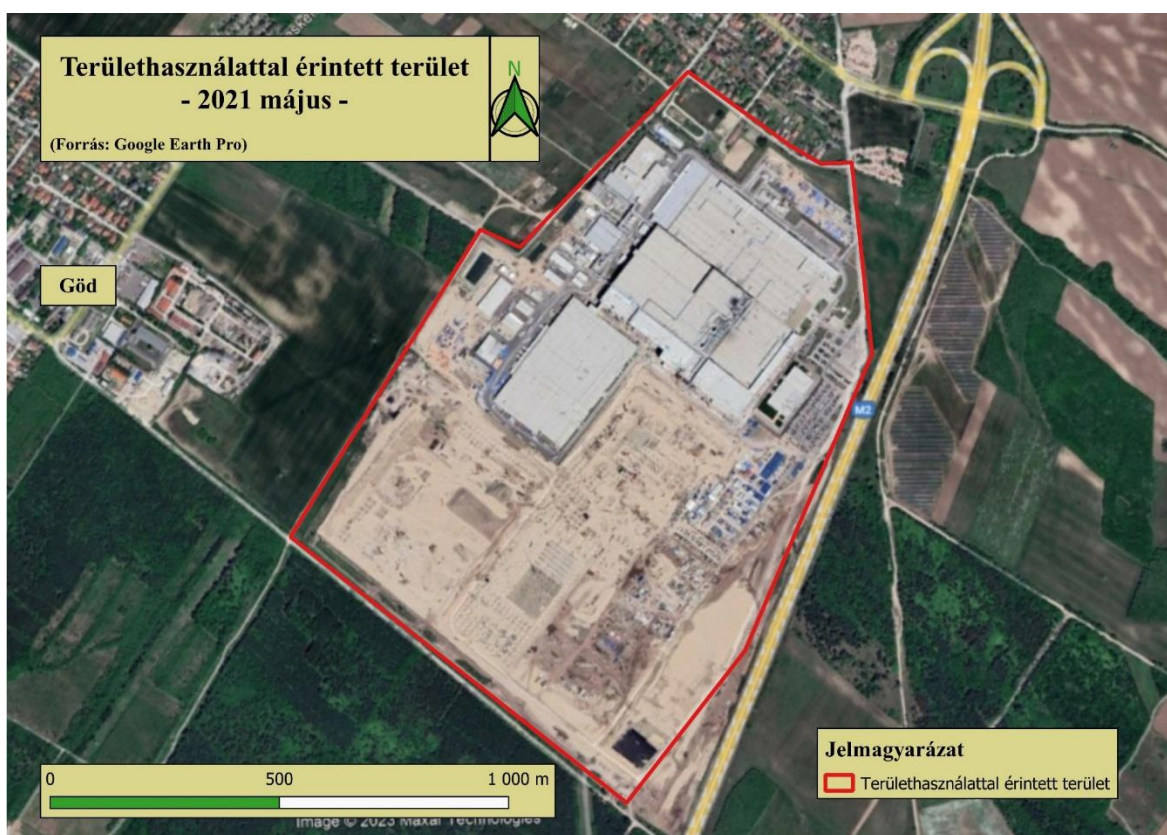 Területhasználattal érintett terület
- 2021 május -
(Forrás: Google Earth Pro)
N
Göd
M2
Jelmagyarázat
Területhasználattal érintett terület
0 500 1 000 m
Image © 2023 Maxar Technologies